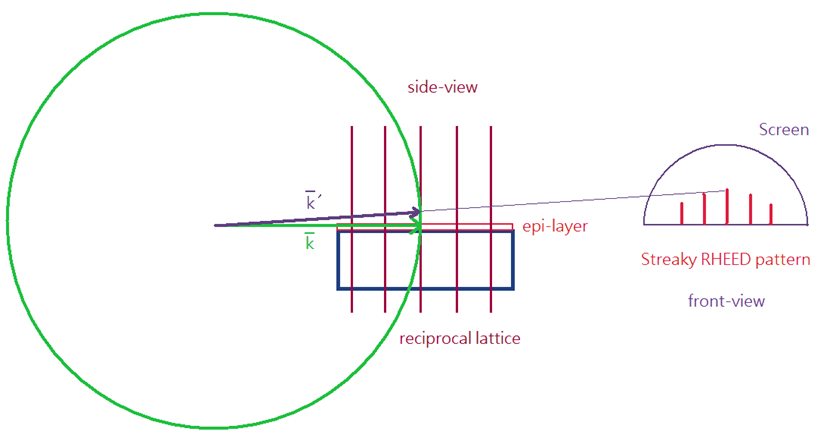 side-view
Screen
k̅´
k̅
epi-layer
Streaky RHEED pattern
front-view
reciprocal lattice